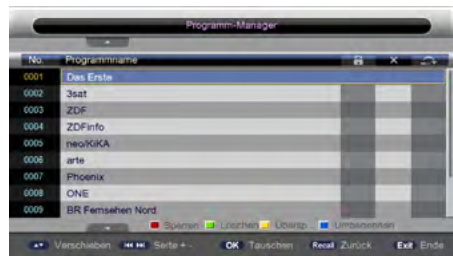 Programm-Manager
No. Programmname
0001 Das Erste
0002 3sat
0003 ZDF
0004 ZDFinfo
0005 neo/KiKA
0006 arte
0007 Phoenix
0008 ONE
0009 BR Fernsehen Nord
Sperren Löschen Übersp... Umbenennen
Verschieben Seite + - OK Tauschen Recall Zurück Exit Ende